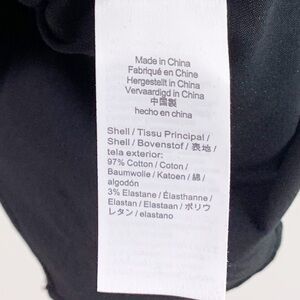 Made in China
Fabriqué en Chine
Hergestellt in China
Vervaardigd in China
中国製
hecho en china
Shell / Tissu Principal /
Shell / Bovenstof / 表地 /
tela exterior:
97% Cotton / Coton /
Baumwolle / Katoen / 綿 /
algodón
3% Elastane / Élasthanne /
Elastan / Elastaan / ポリウ
レタン / elastano